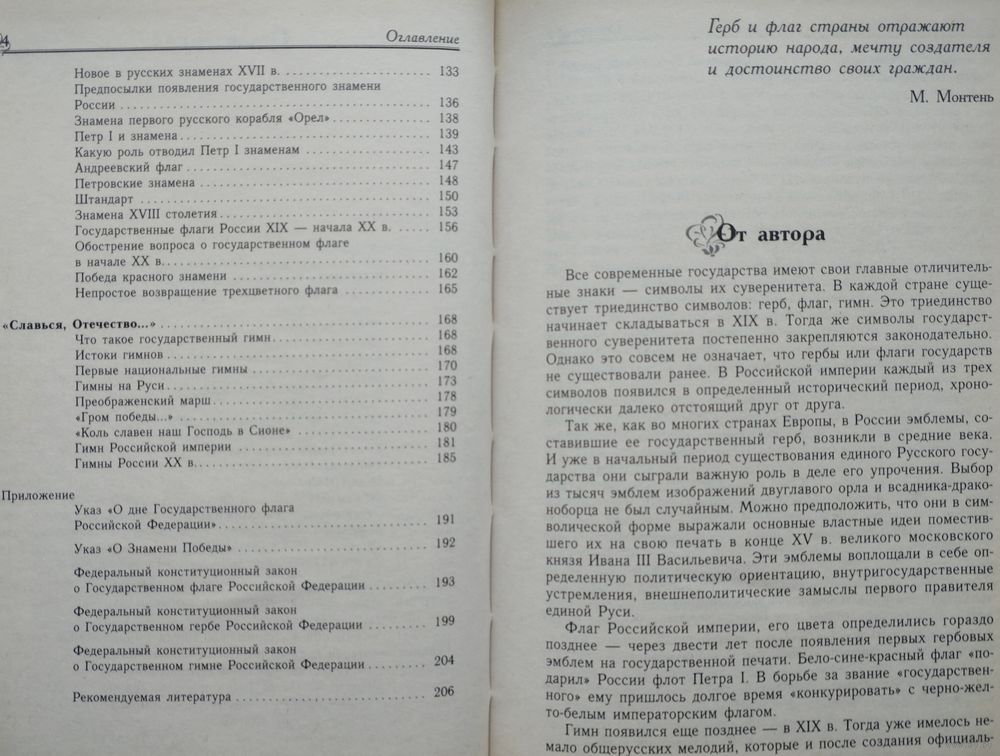 4
Оглавление
Новое в русских знаменах XVII в. . . . . . . . . . . . . . . . . . . . . 133
Предпосылки появления государственного знамени
России . . . . . . . . . . . . . . . . . . . . . . . . . . . . . . . . . . . . . 136
Знамена первого русского корабля «Орел» . . . . . . . . . . . . . 138
Петр I и знамена . . . . . . . . . . . . . . . . . . . . . . . . . . . . . . . 139
Какую роль отводил Петр I знаменам . . . . . . . . . . . . . . . . 143
Андреевский флаг . . . . . . . . . . . . . . . . . . . . . . . . . . . . . . 147
Петровские знамена . . . . . . . . . . . . . . . . . . . . . . . . . . . . 148
Штандарт . . . . . . . . . . . . . . . . . . . . . . . . . . . . . . . . . . . 150
Знамена XVIII столетия . . . . . . . . . . . . . . . . . . . . . . . . . 153
Государственные флаги России XIX — начала XX в. . . . . . 156
Обострение вопроса о государственном флаге
в начале XX в. . . . . . . . . . . . . . . . . . . . . . . . . . . . . . . . 160
Победа красного знамени . . . . . . . . . . . . . . . . . . . . . . . . 162
Непростое возвращение трехцветного флага . . . . . . . . . . . 165
«Славься, Отечество...» . . . . . . . . . . . . . . . . . . . . . . . . . . 168
Что такое государственный гимн . . . . . . . . . . . . . . . . . . . 168
Истоки гимнов . . . . . . . . . . . . . . . . . . . . . . . . . . . . . . . . 168
Первые национальные гимны . . . . . . . . . . . . . . . . . . . . . 170
Гимны на Руси . . . . . . . . . . . . . . . . . . . . . . . . . . . . . . . . 173
Преображенский марш . . . . . . . . . . . . . . . . . . . . . . . . . . 178
«Гром победы...» . . . . . . . . . . . . . . . . . . . . . . . . . . . . . . 179
«Коль славен наш Господь в Сионе» . . . . . . . . . . . . . . . . 180
Гимн Российской империи . . . . . . . . . . . . . . . . . . . . . . . 181
Гимны России XX в. . . . . . . . . . . . . . . . . . . . . . . . . . . . 185
Приложение
Указ «О дне Государственного флага
Российской Федерации» . . . . . . . . . . . . . . . . . . . . . . . . . 191
Указ «О Знамени Победы» . . . . . . . . . . . . . . . . . . . . . . . 192
Федеральный конституционный закон
о Государственном флаге Российской Федерации . . . . . . . . 193
Федеральный конституционный закон
о Государственном гербе Российской Федерации . . . . . . . . 199
Федеральный конституционный закон
о Государственном гимне Российской Федерации . . . . . . . . 204
Рекомендуемая литература . . . . . . . . . . . . . . . . . . . . . . . 206
Герб и флаг страны отражают
историю народа, мечту создателя
и достоинство своих граждан.
М. Монтень
От автора
Все современные государства имеют свои главные отличитель-
ные знаки — символы их суверенитета. В каждой стране суще-
ствует триединство символов: герб, флаг, гимн. Это триединство
начинает складываться в XIX в. Тогда же символы государст-
венного суверенитета постепенно закрепляются законодательно.
Однако это совсем не означает, что гербы или флаги государств
не существовали ранее. В Российской империи каждый из трех
символов появился в определенный исторический период, хроно-
логически далеко отстоящий друг от друга.
Так же, как во многих странах Европы, в России эмблемы, со-
ставившие ее государственный герб, возникли в средние века.
И уже в начальный период существования единого Русского госу-
дарства они сыграли важную роль в деле его упрочения. Выбор
из тысяч эмблем изображений двуглавого орла и всадника-драко-
ноборца не был случайным. Можно предположить, что они в сим-
волической форме выражали основные властные идеи поместив-
шего их на свою печать в конце XV в. великого московского
князя Ивана III Васильевича. Эти эмблемы воплощали в себе оп-
ределенную политическую ориентацию, внутригосударственные
устремления, внешнеполитические замыслы первого правителя
единой Руси.
Флаг Российской империи, его цвета определились гораздо
позднее — через двести лет после появления первых гербовых
эмблем на государственной печати. Бело-сине-красный флаг «по-
дарил» России флот Петра I. В борьбе за звание «государствен-
ного» ему пришлось долгое время «конкурировать» с черно-жел-
то-белым императорским флагом.
Гимн появился еще позднее — в XIX в. Тогда уже имелось не-
мало общерусских мелодий, которые и после создания официаль-